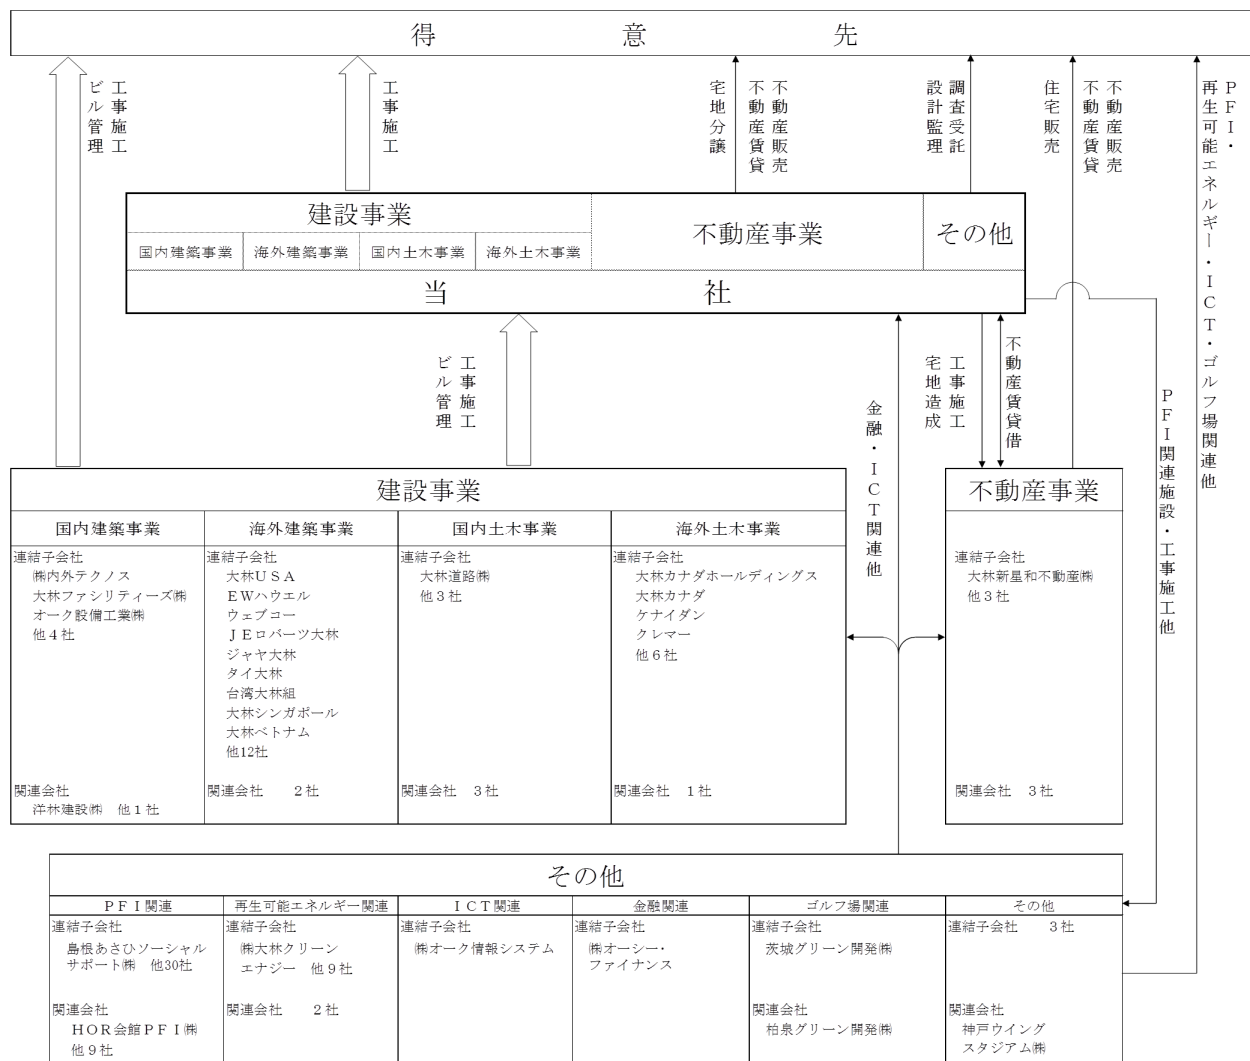 得意先
工事施工
ビル管理
工事施工
不動産販売
不動産賃貸
宅地分譲
調査受託
設計監理
不動産販売
不動産賃貸
住宅販売
PFI・
再生可能エネルギー・ICT・ゴルフ場関連他
建設事業
国内建築事業
海外建築事業
国内土木事業
海外土木事業
不動産事業
その他
当社
工事施工
ビル管理
金融・ICT関連他
工事施工
宅地造成
不動産賃貸借
PFI関連施設・工事施工他
建設事業
国内建築事業
連結子会社
㈱内外テクノス
大林ファシリティーズ㈱
オーク設備工業㈱
他4社
関連会社
洋林建設㈱ 他1社
海外建築事業
連結子会社
大林USA
EWハウエル
ウェブコー
JEロバーツ大林
ジャヤ大林
タイ大林
台湾大林組
大林シンガポール
大林ベトナム
他12社
関連会社 2社
国内土木事業
連結子会社
大林道路㈱
他3社
関連会社 3社
海外土木事業
連結子会社
大林カナダホールディングス
大林カナダ
ケナイダン
クレマー
他6社
関連会社 1社
不動産事業
連結子会社
大林新星和不動産㈱
他3社
関連会社 3社
その他
PFI関連
連結子会社
島根あさひソーシャル
サポート㈱ 他30社
関連会社
HOR会館PFI㈱
他9社
再生可能エネルギー関連
連結子会社
㈱大林クリーン
エナジー 他9社
関連会社 2社
ICT関連
連結子会社
㈱オーク情報システム
金融関連
連結子会社
㈱オーシー・
ファイナンス
ゴルフ場関連
連結子会社
茨城グリーン開発㈱
関連会社
柏泉グリーン開発㈱
その他
連結子会社 3社
関連会社
神戸ウイング
スタジアム㈱